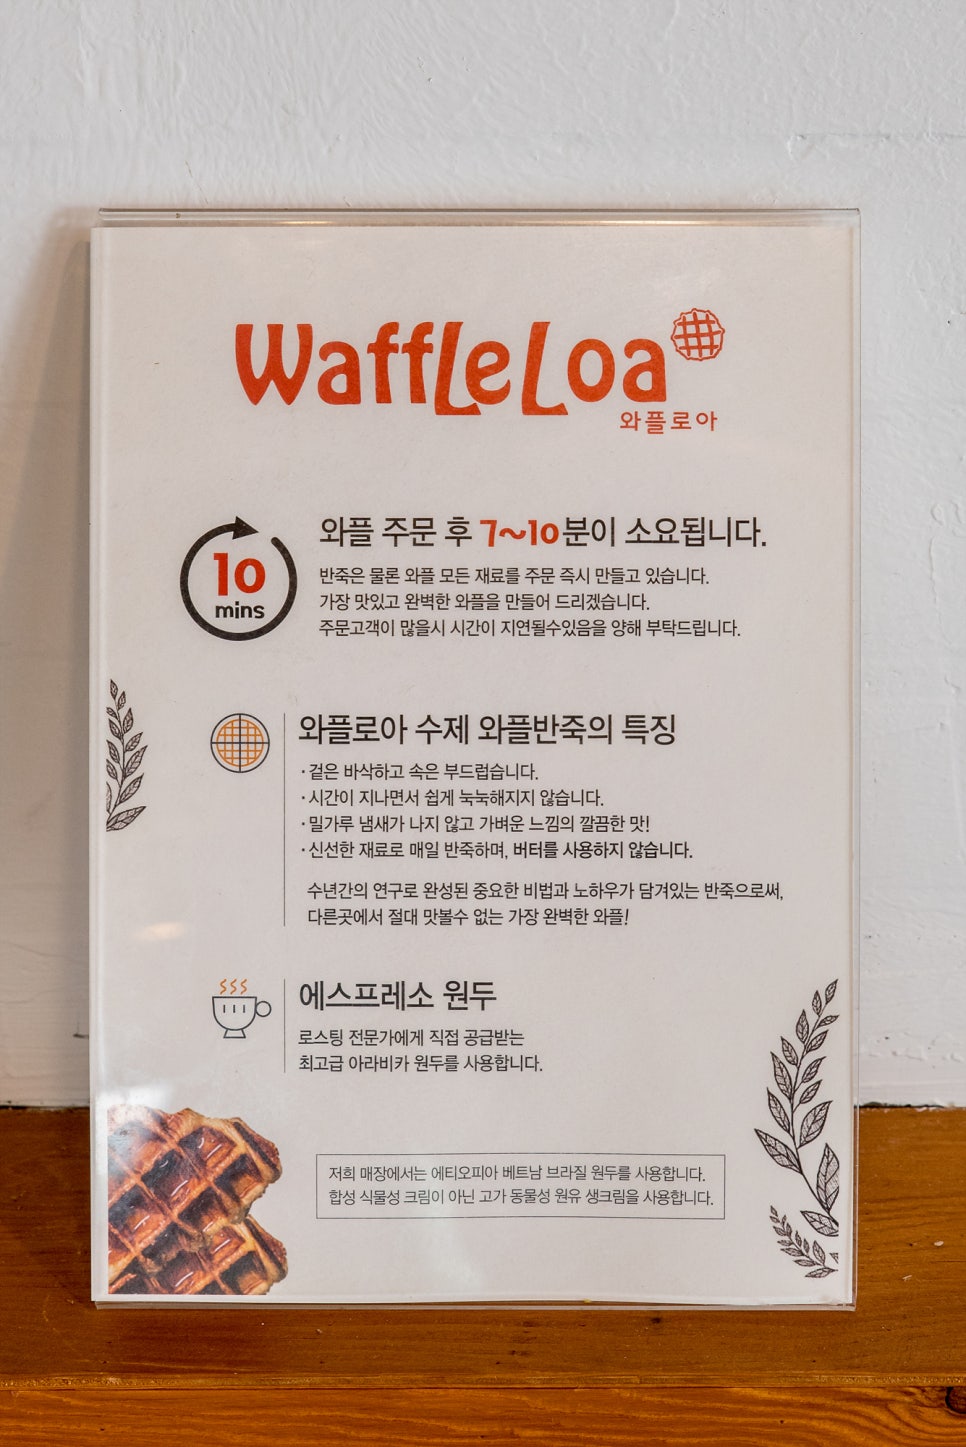 WaffLeLoa
와플로아
10
mins
와플 주문 후 7~10분이 소요됩니다.
반죽은 물론 와플 모든 재료를 주문 즉시 만들고 있습니다.
가장 맛있고 완벽한 와플을 만들어 드리겠습니다.
주문고객이 많을시 시간이 지연될수있음을 양해 부탁드립니다.
와플로아 수제 와플반죽의 특징
·겉은 바삭하고 속은 부드럽습니다.
·시간이 지나면서 쉽게 눅눅해지지 않습니다.
·밀가루 냄새가 나지 않고 가벼운 느낌의 깔끔한 맛!
·신선한 재료로 매일 반죽하며, 버터를 사용하지 않습니다.
수년간의 연구로 완성된 중요한 비법과 노하우가 담겨있는 반죽으로써,
다른곳에서 절대 맛볼수 없는 가장 완벽한 와플!
에스프레소 원두
로스팅 전문가에게 직접 공급받는
최고급 아라비카 원두를 사용합니다.
저희 매장에서는 에티오피아 베트남 브라질 원두를 사용합니다.
합성 식물성 크림이 아닌 고가 동물성 원유 생크림을 사용합니다.